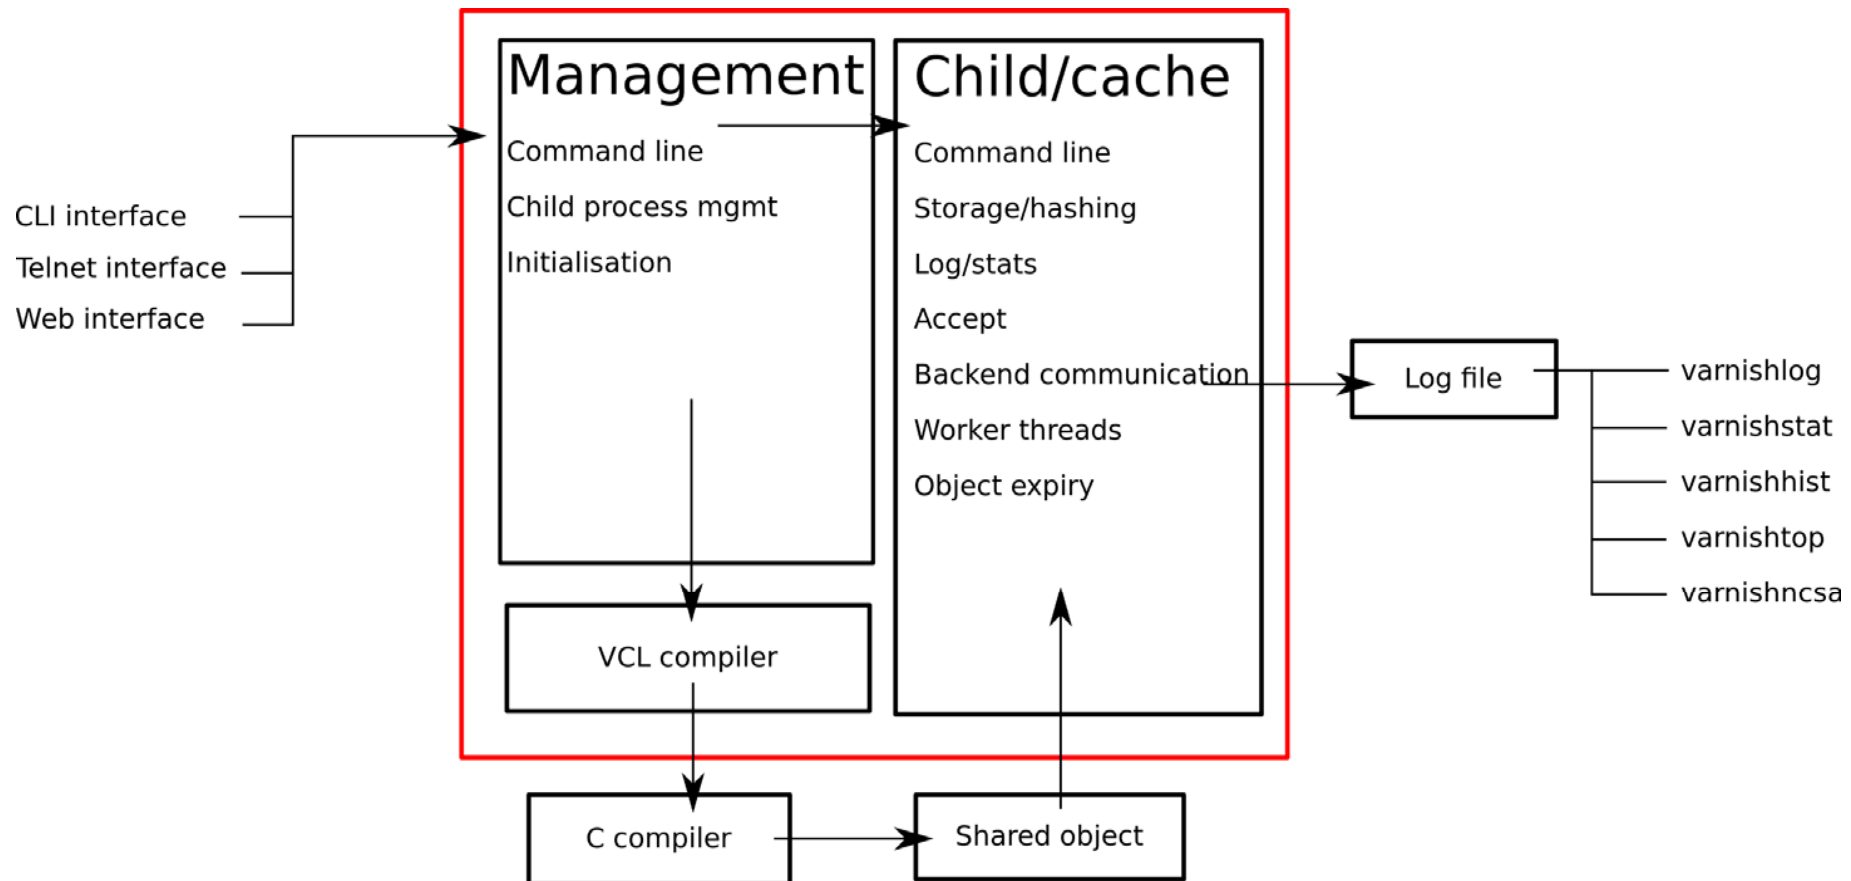 Management
Command line
Child process mgmt
Initialisation
Child/cache
Command line
Storage/hashing
Log/stats
Accept
Backend communication
Worker threads
Object expiry
CLI interface
Telnet interface
Web interface
Log file
varnishlog
varnishstat
varnishhist
varnishtop
varnishncsa
VCL compiler
C compiler
Shared object